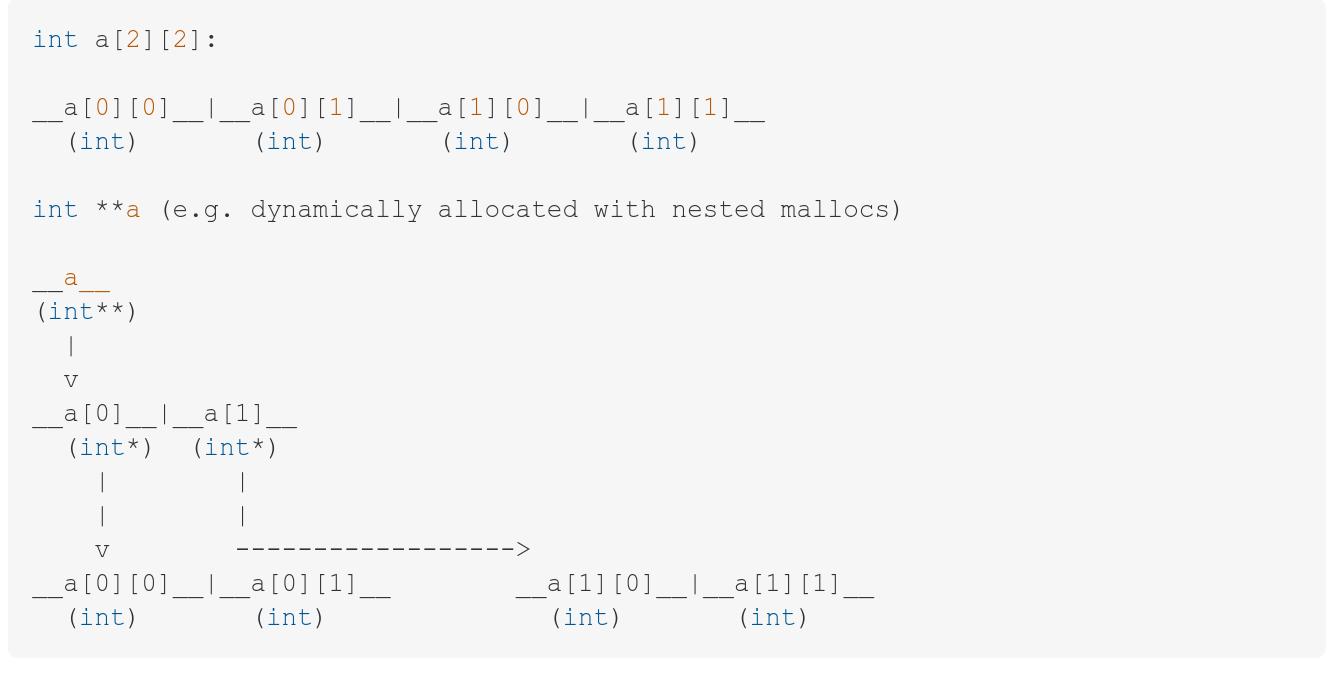 int a[2][2]:

__a[0][0]__|__a[0][1]__|__a[1][0]__|__a[1][1]__
  (int)       (int)       (int)       (int)

int **a (e.g. dynamically allocated with nested mallocs)

__a__
(int**)
  |
  v
__a[0]__|__a[1]__
  (int*)  (int*)
    |        |
    |        |
    v        ------------------>
__a[0][0]__|__a[0][1]__        __a[1][0]__|__a[1][1]__
  (int)       (int)              (int)       (int)